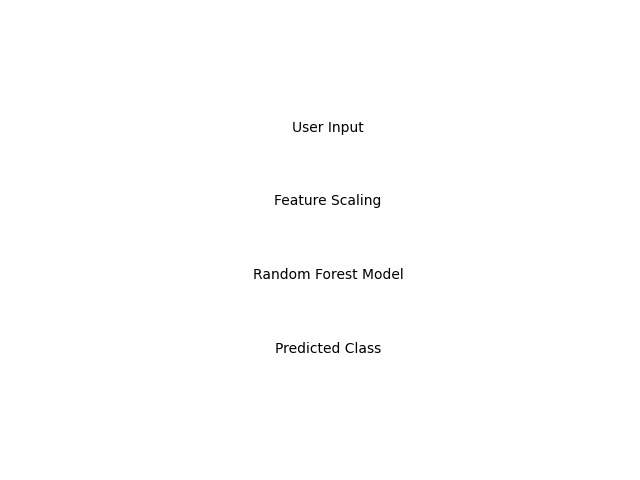 User Input
Feature Scaling
Random Forest Model
Predicted Class